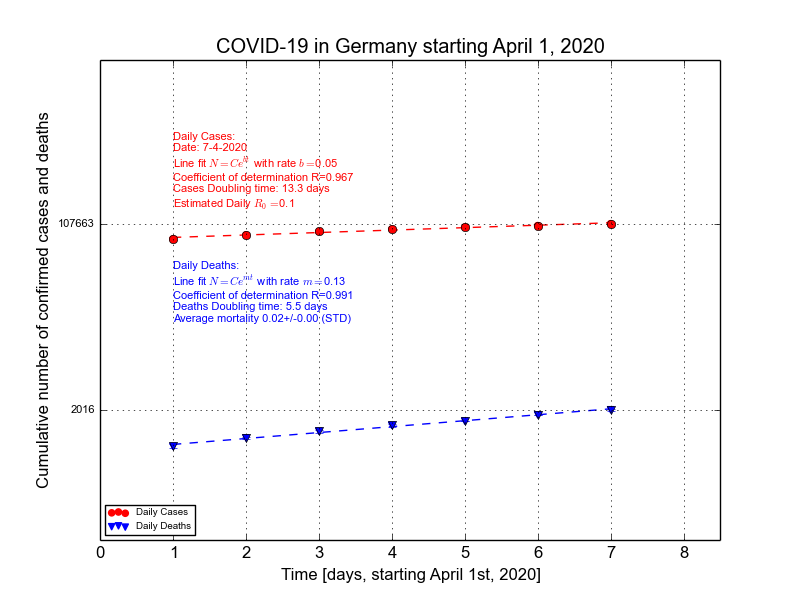 COVID-19 in Germany starting April 1, 2020
Cumulative number of confirmed cases and deaths
Daily Cases:
Date: 7-4-2020
Line fit N = Ce^{bt} with rate b =0.05
Coefficient of determination R=0.967
Cases Doubling time: 13.3 days
Estimated Daily R_0 =0.1
107663
Daily Deaths:
Line fit N = Ce^{mt} with rate m =0.13
Coefficient of determination R=0.991
Deaths Doubling time: 5.5 days
Average mortality 0.02+/-0.00 (STD)
2016
Daily Cases
Daily Deaths
0 1 2 3 4 5 6 7 8
Time [days, starting April 1st, 2020]